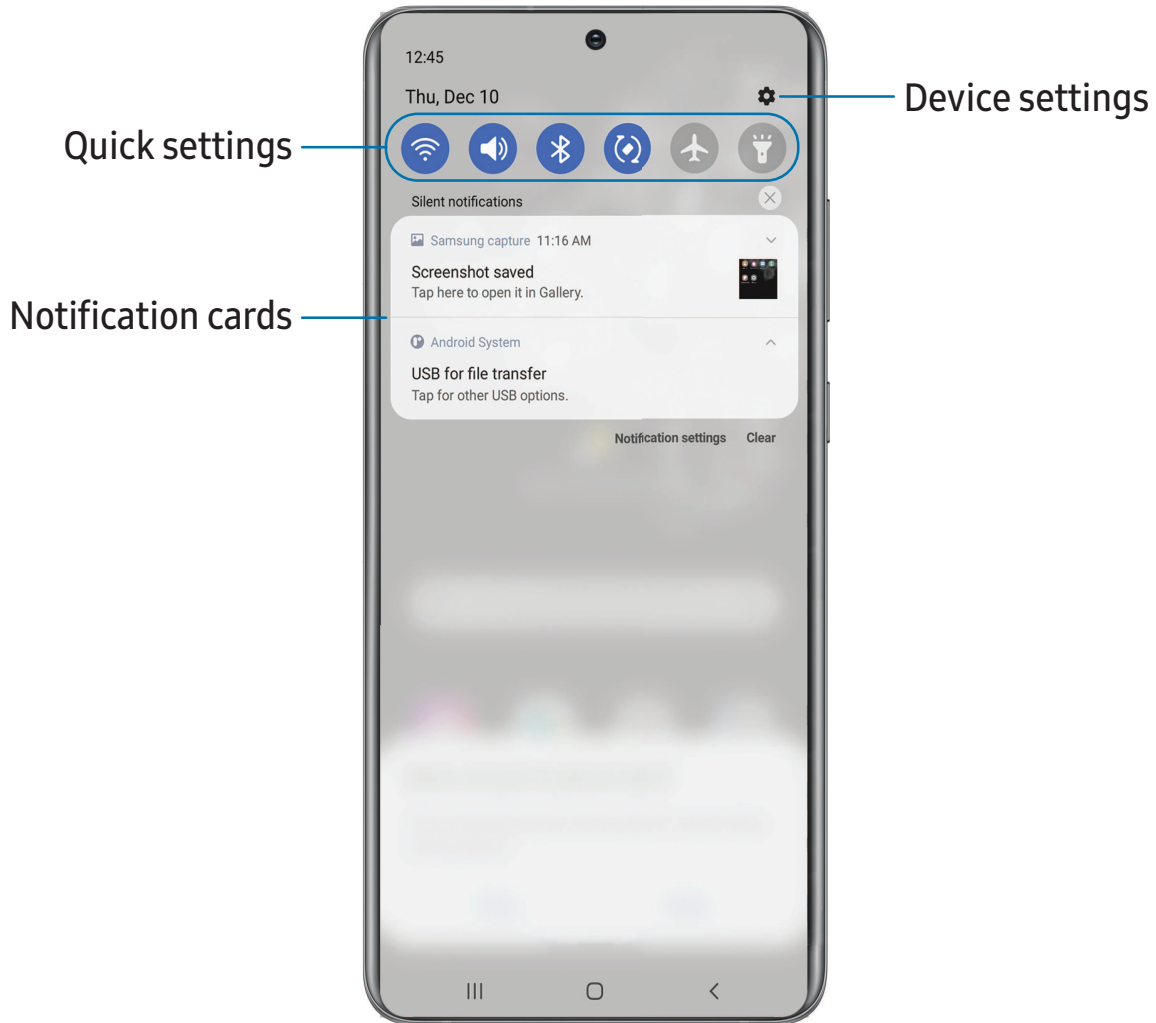 12:45
Thu, Dec 10
Device settings
Quick settings
Silent notifications
Samsung capture 11:16 AM
Screenshot saved
Tap here to open it in Gallery.
Notification cards
Android System
USB for file transfer
Tap for other USB options.
Notification settings Clear